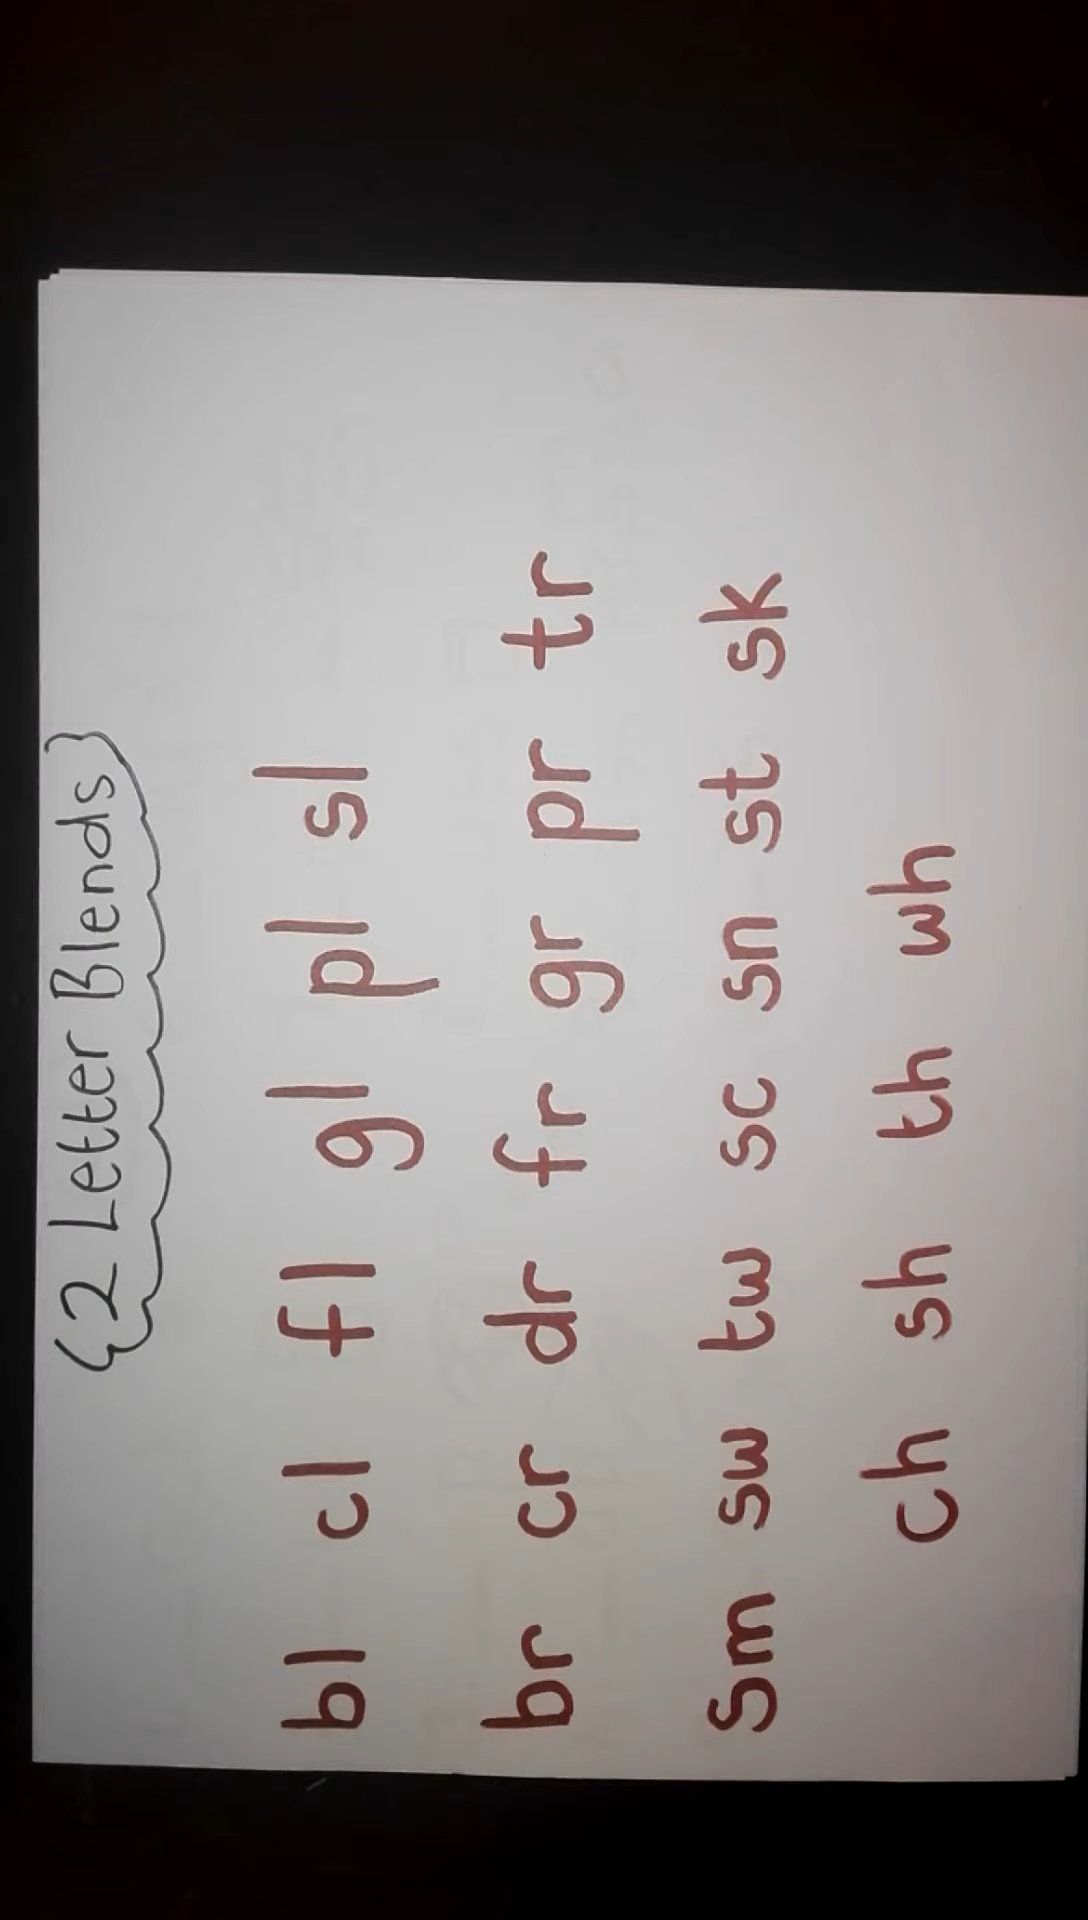 {2 Letter Blends}
bl cl fl gl pl sl
br cr dr fr gr pr tr
Sm sw tw sc sn st sk
ch sh th wh